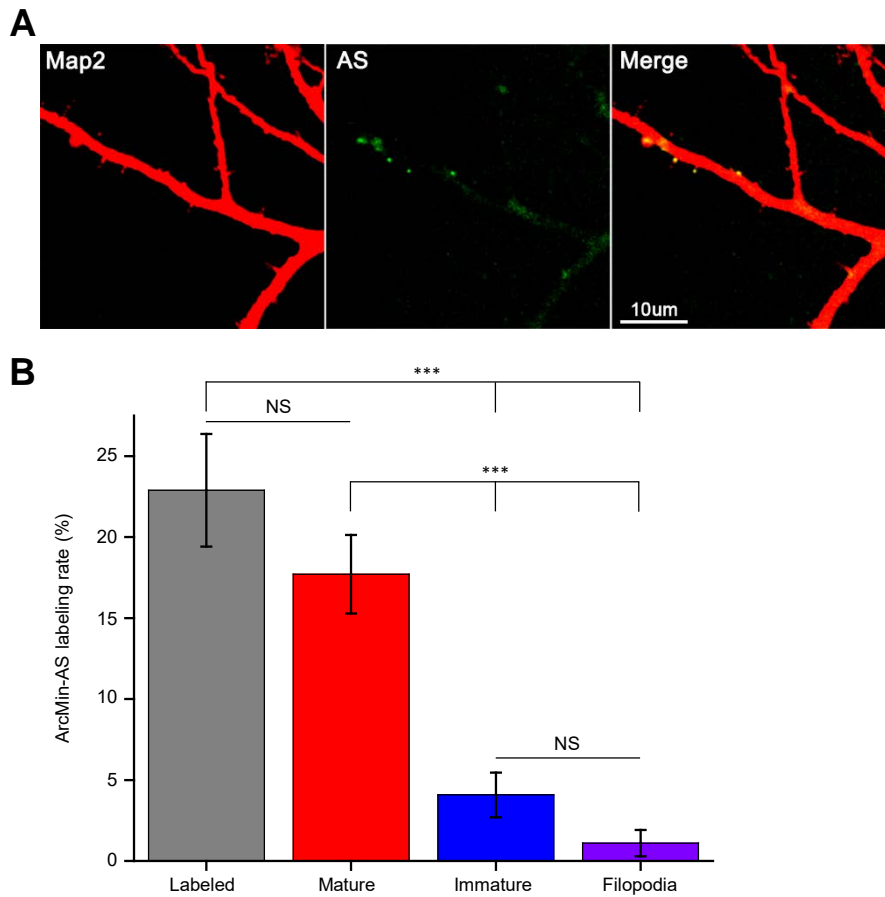 A
Map2
AS
Merge
10um
B
***
NS
***
NS
ArcMin-AS labeling rate (%)
25
20
15
10
5
0
Labeled
Mature
Immature
Filopodia